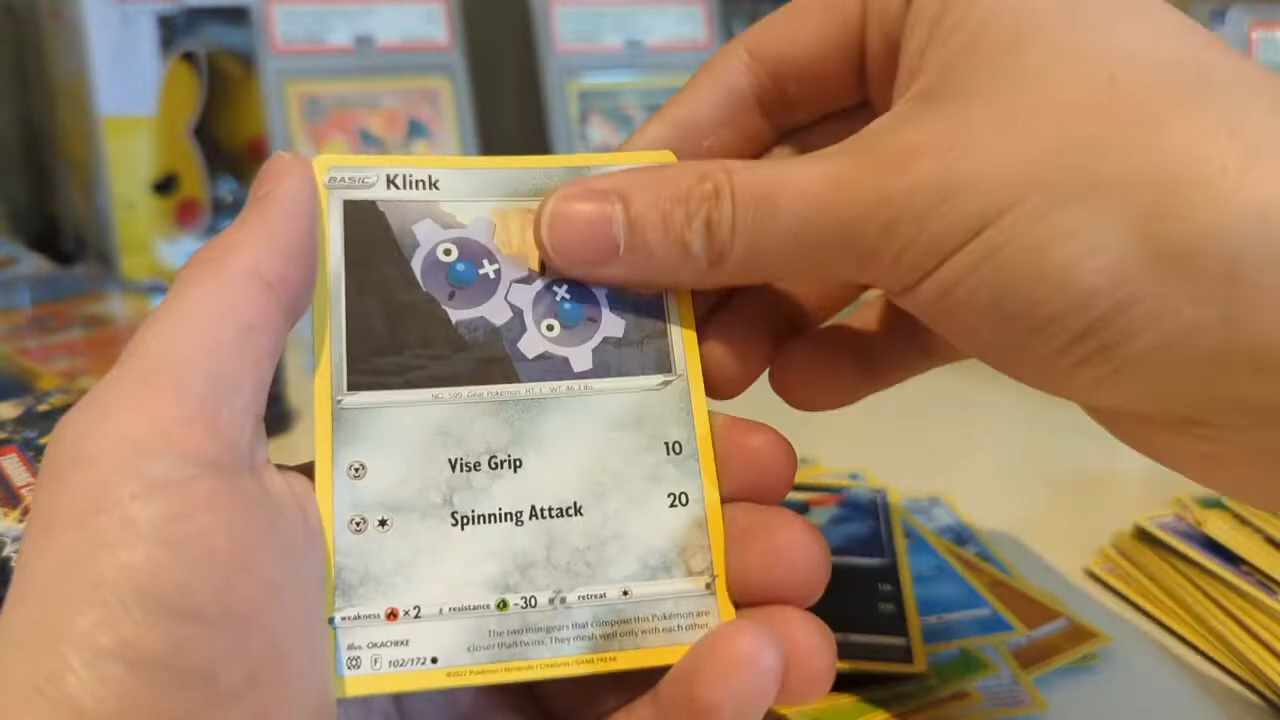 BASIC Klink
NO. 599 Gear Pokémon HT: 1' WT: 46.3 lbs
Vise Grip 10
Spinning Attack 20
weakness ×2 resistance -30 retreat
Illus. OKACHEKE
The two minigears that compose this Pokémon are
closer than twins. They mesh well only with each other.
F 102/172
©2022 Pokémon / Nintendo / Creatures / GAME FREAK